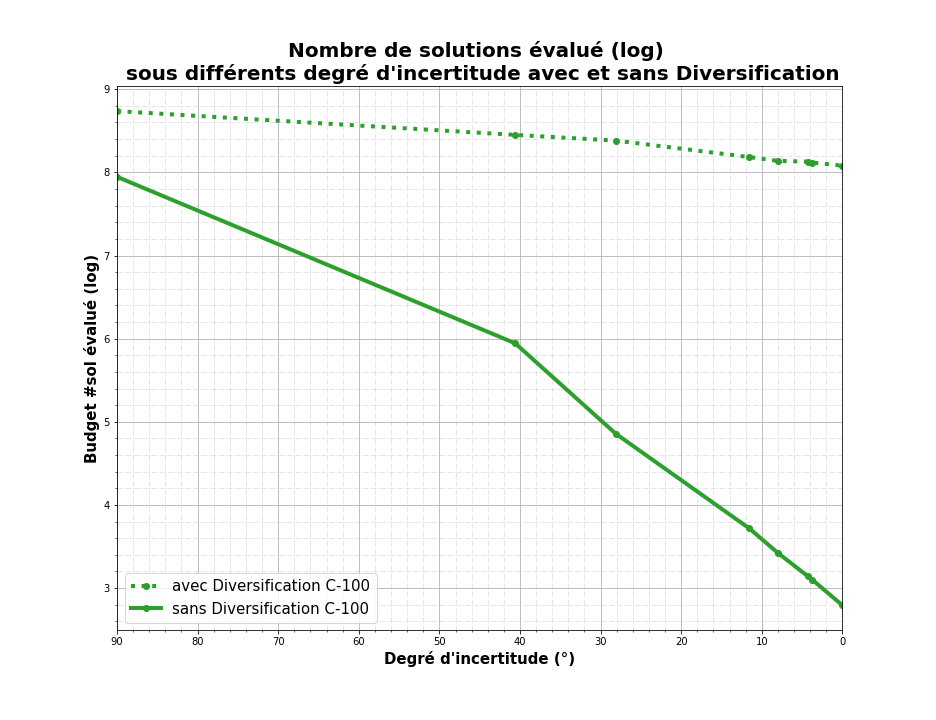 Nombre de solutions évalué (log)
sous différents degré d'incertitude avec et sans Diversification
9
8
7
6
5
4
3
Budget #sol évalué (log)
avec Diversification C-100
sans Diversification C-100
90 80 70 60 50 40 30 20 10 0
Degré d'incertitude (°)